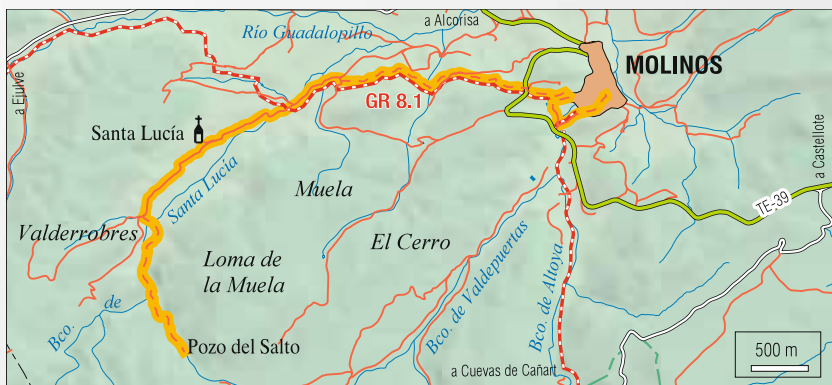 a Alcorisa
Río Guadalopillo
MOLINOS
a Ejulve
GR 8.1
Santa Lucía
a Castellote
Santa Lucía
Muela
TE-39
Valderrobres
El Cerro
Loma de
la Muela
Bco. de Valdepuertas
Bco. de Altoya
Bco. de
Pozo del Salto
500 m
a Cuevas de Cañart